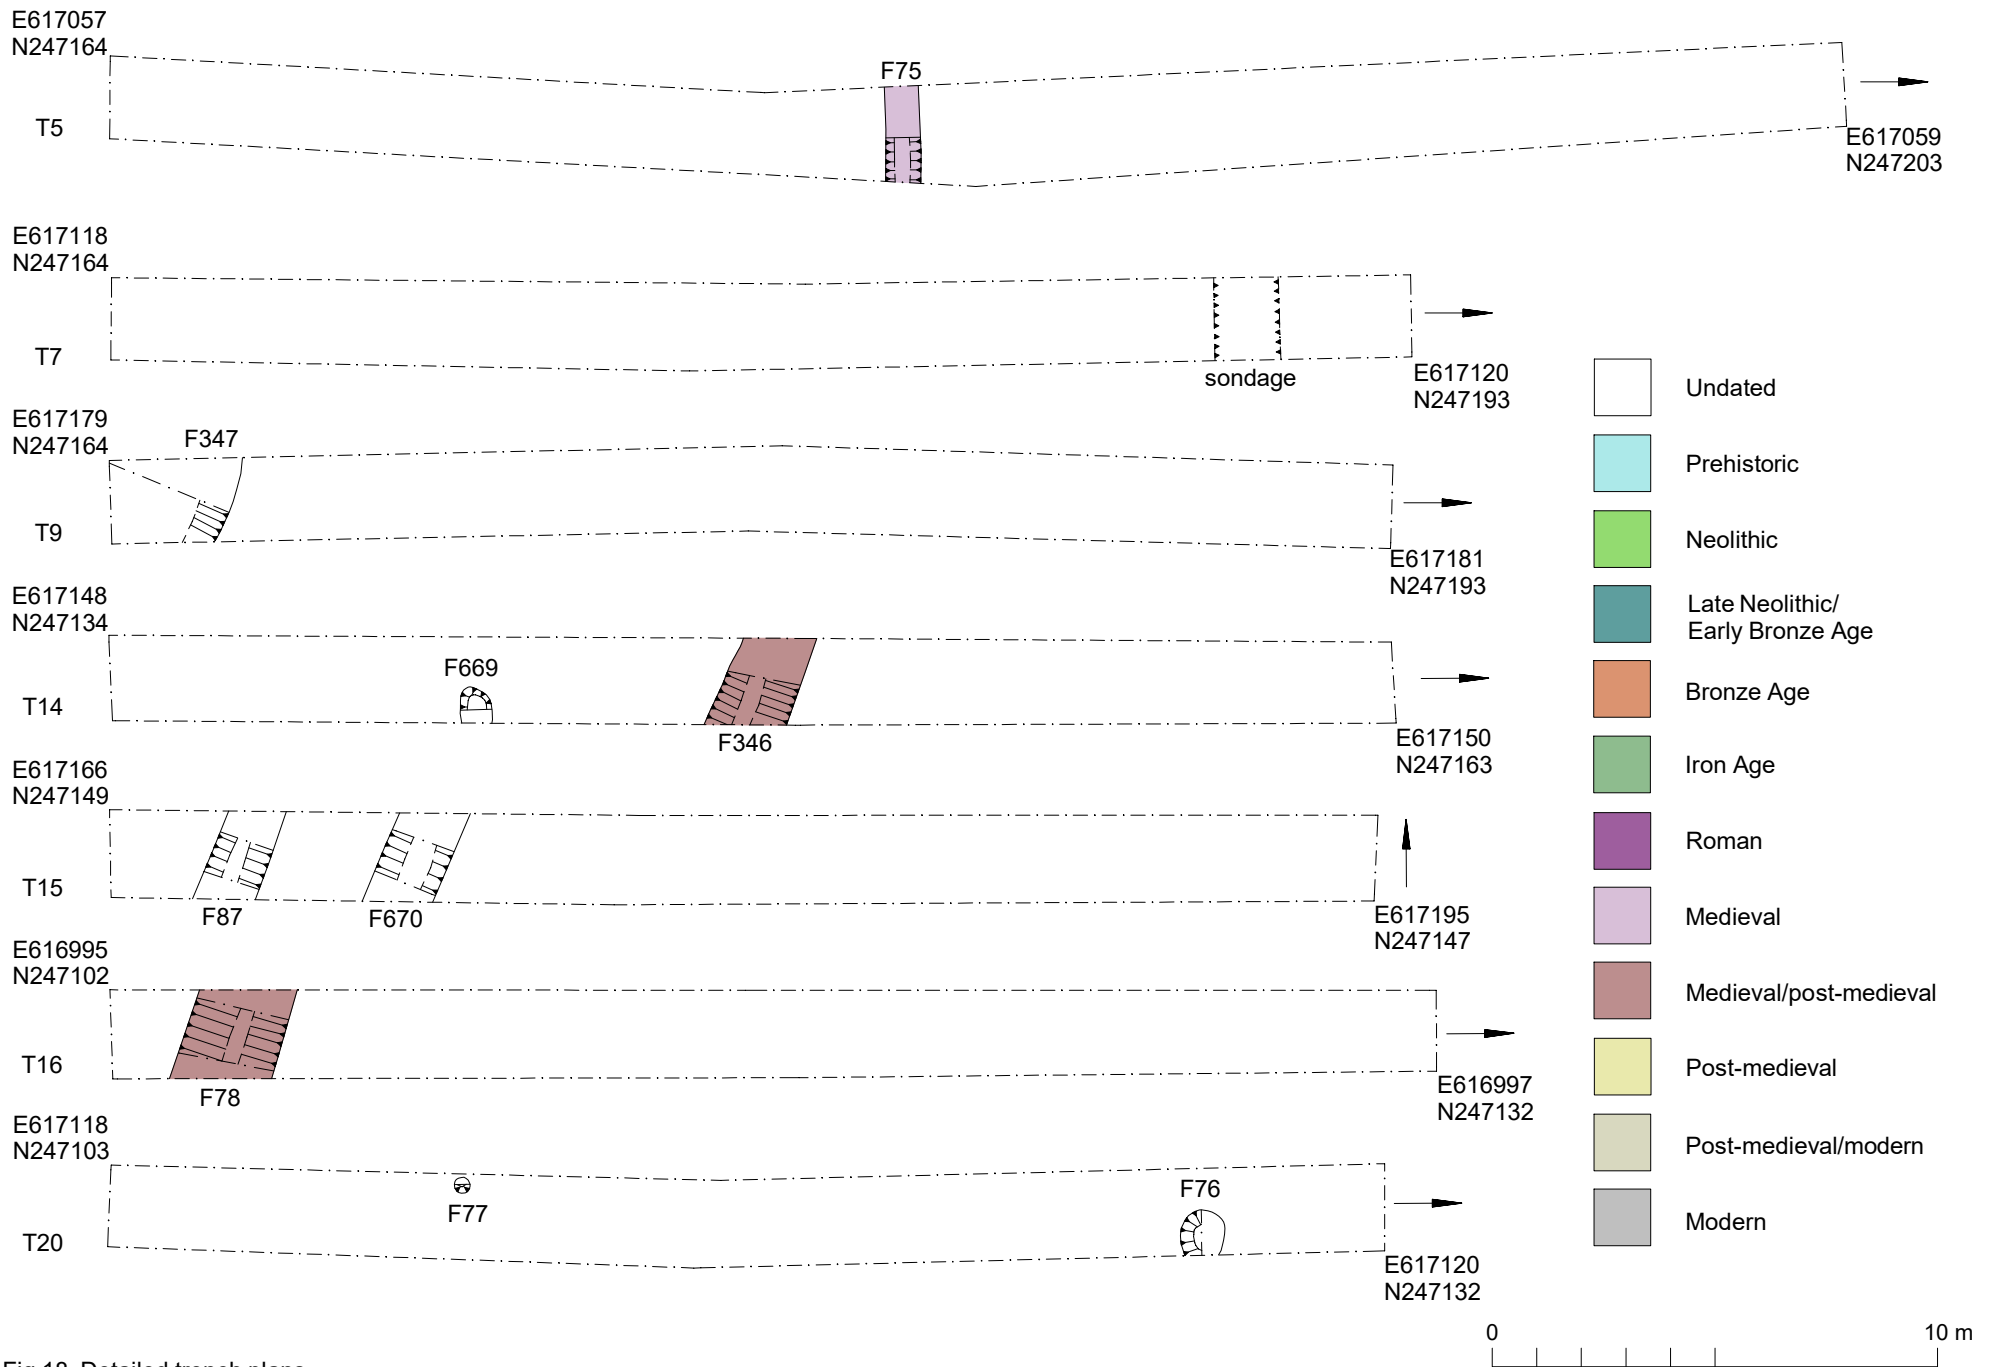 E617057
N247164
F75
T5
E617059
N247203
E617118
N247164
T7
sondage
E617120
N247193
E617179
N247164
F347
T9
E617181
N247193
E617148
N247134
F669
T14
F346
E617150
N247163
E617166
N247149
T15
F87
F670
E617195
N247147
E616995
N247102
T16
F78
E616997
N247132
E617118
N247103
F77
F76
T20
E617120
N247132
Undated
Prehistoric
Neolithic
Late Neolithic/
Early Bronze Age
Bronze Age
Iron Age
Roman
Medieval
Medieval/post-medieval
Post-medieval
Post-medieval/modern
Modern
0 10 m
Detailed trench plans